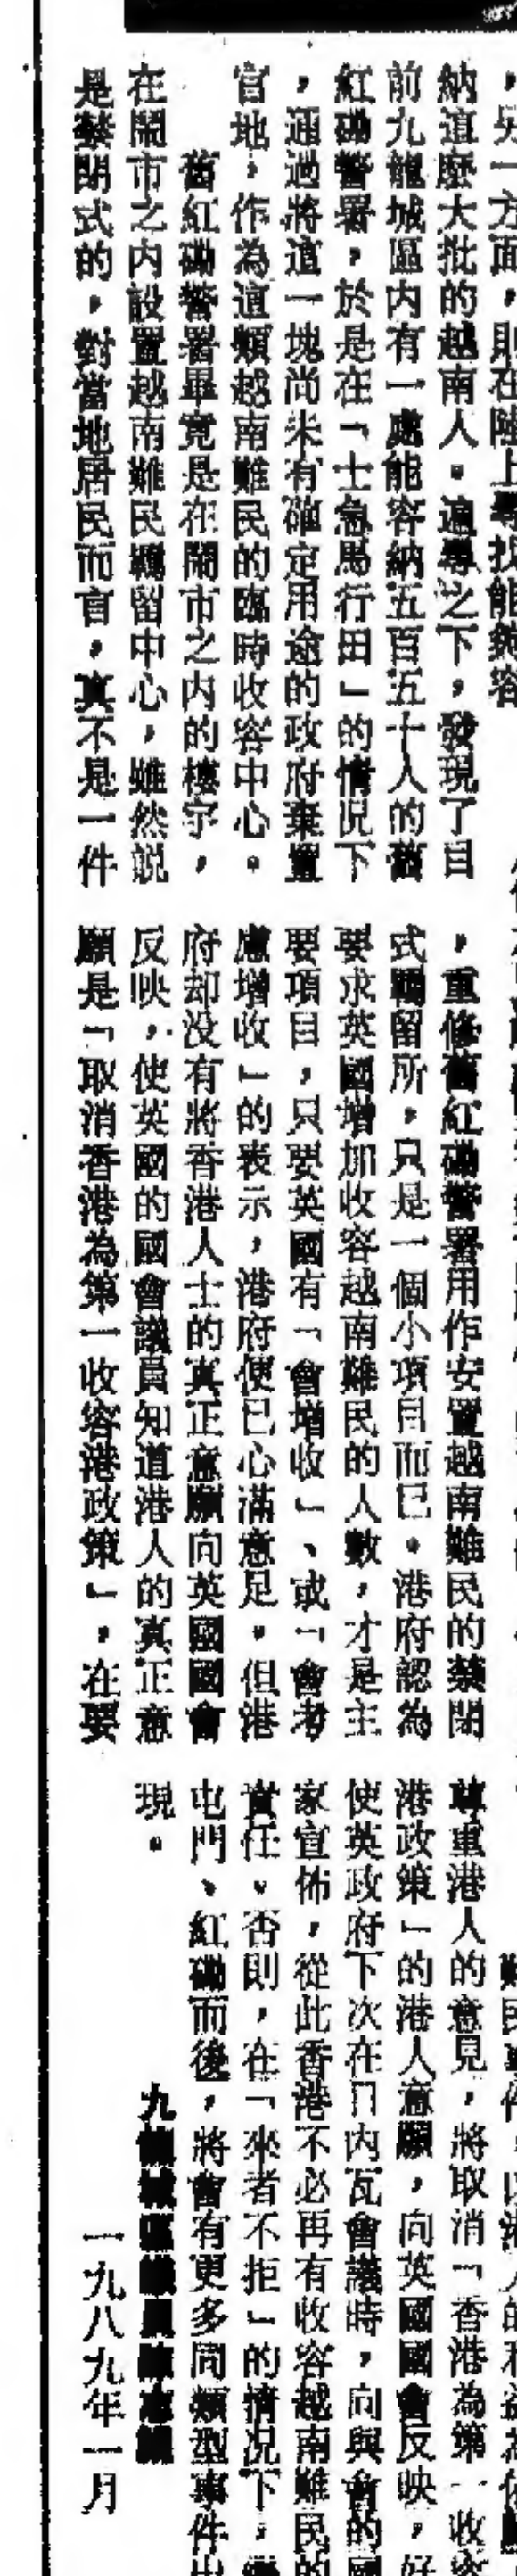 ，另一方面，則在陸上尋找能夠容
納這麼大批的越南人。遍尋之下，發現了目
前九龍城區內有一處能容納五百五十人的舊
紅磡警署，於是在「士急馬行田」的情況下
，通過將這一塊尚未有確定用途的政府棄置
官地，作為這類越南難民的臨時收容中心。
舊紅磡警署畢竟是在鬧市之內的樓宇，
在鬧市之內設置越南難民羈留中心，雖然説
是禁閉式的，對當地居民而言，真不是一件
，重修舊紅磡警署用作安置越南難民的禁閉
式羈留所，只是一個小項目而已。港府認為
要求英國增加收容越南難民的人數，才是主
要項目，只要英國有「會增收」、或「會考
慮增收」的表示，港府便已心滿意足，但港
府却没有將香港人士的真正意願向英國國會
反映，使英國的國會議員知道港人的真正意
願是「取消香港為第一收容港政策」，在要
尊重港人的意見，將取消「香港為第一收容
港政策」的港人意願，向英國國會反映，好
使英政府下次在日內瓦會議時，向與會的國
家宣佈，從此香港不必再有收容越南難民的
責任。否則，在「來者不拒」的情況下，繼
屯門、紅磡而後，將會有更多同類型事件出
現。
九龍城區議員
一九八九年一月